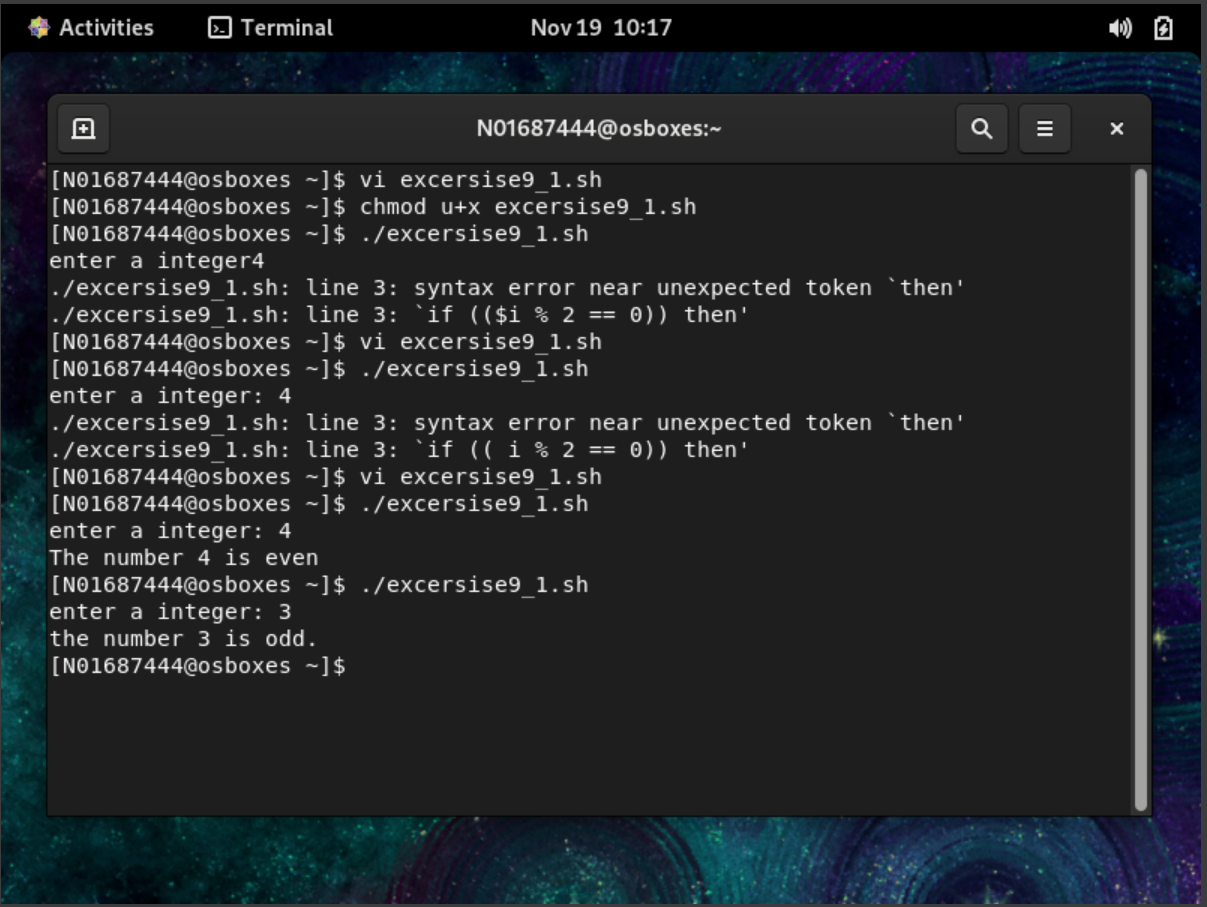 Activities Terminal Nov 19 10:17
N01687444@osboxes:~
[N01687444@osboxes ~]$ vi excersise9_1.sh
[N01687444@osboxes ~]$ chmod u+x excersise9_1.sh
[N01687444@osboxes ~]$ ./excersise9_1.sh
enter a integer4
./excersise9_1.sh: line 3: syntax error near unexpected token `then'
./excersise9_1.sh: line 3: `if (($i % 2 == 0)) then'
[N01687444@osboxes ~]$ vi excersise9_1.sh
[N01687444@osboxes ~]$ ./excersise9_1.sh
enter a integer: 4
./excersise9_1.sh: line 3: syntax error near unexpected token `then'
./excersise9_1.sh: line 3: `if (( i % 2 == 0)) then'
[N01687444@osboxes ~]$ vi excersise9_1.sh
[N01687444@osboxes ~]$ ./excersise9_1.sh
enter a integer: 4
The number 4 is even
[N01687444@osboxes ~]$ ./excersise9_1.sh
enter a integer: 3
the number 3 is odd.
[N01687444@osboxes ~]$